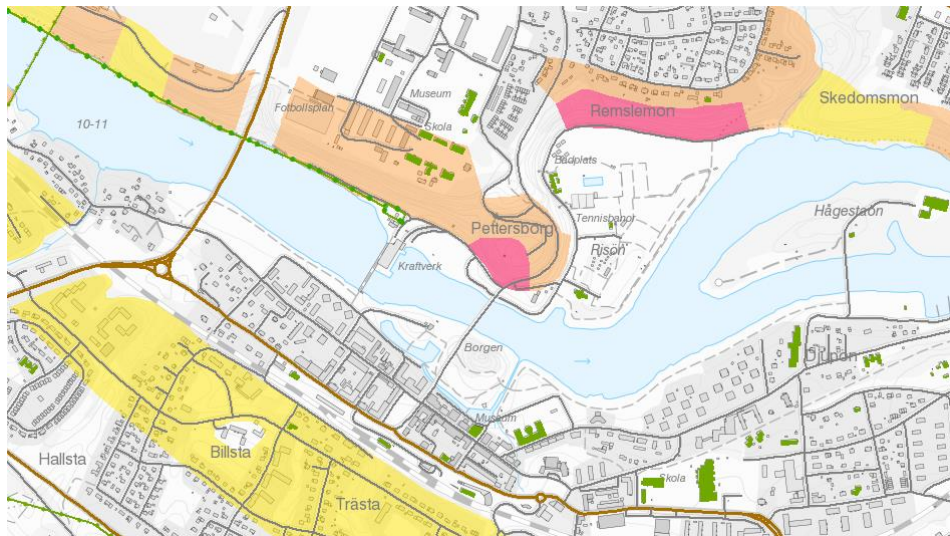 Skedomsmon
Museum
Fotbollsplan
Remslemon
10-11
Skola
Badplats
Hågestaön
Tennisbanor
Pettersborg
Risön
Kraftverk
Borgen
Djupön
Museum
Billsta
Hallsta
Skola
Trästa